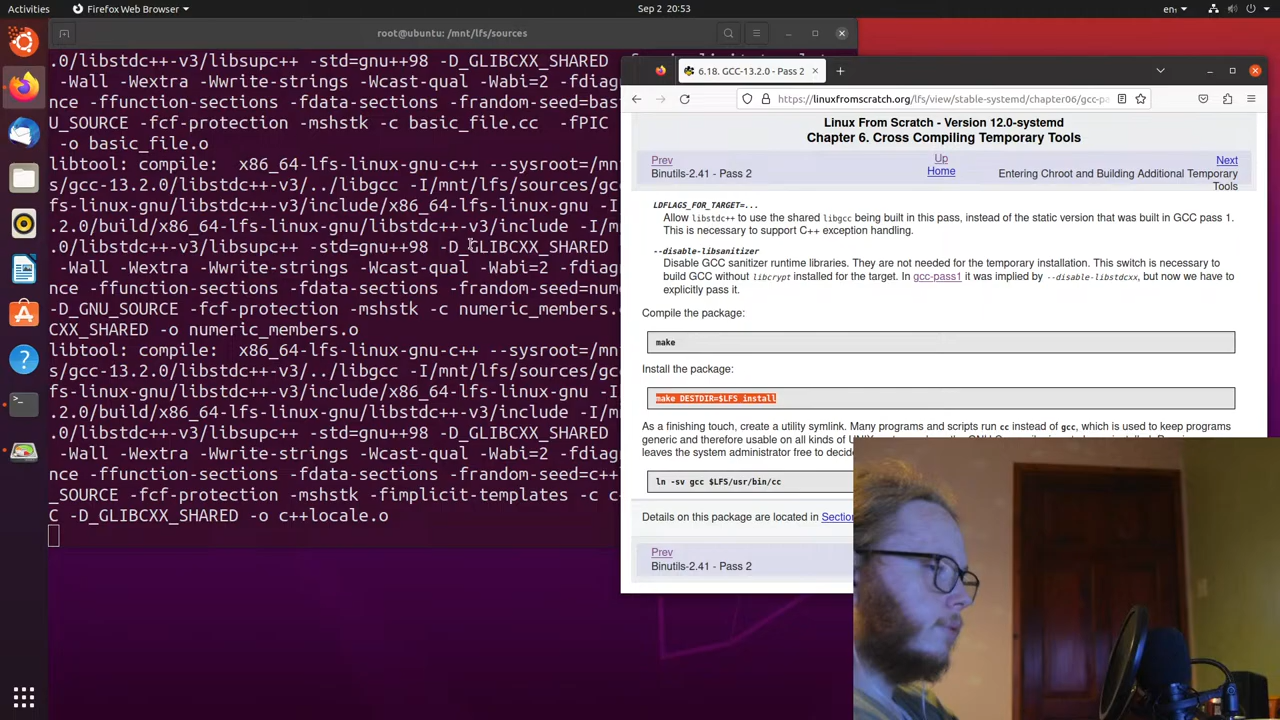 Activities
Firefox Web Browser
Sep 2 20:53
en
root@ubuntu: /mnt/lfs/sources
.0/libstdc++-v3/libsupc++ -std=gnu++98 -D_GLIBCXX_SHARED
-Wall -Wextra -Wwrite-strings -Wcast-qual -Wabi=2 -fdiag
nce -ffunction-sections -fdata-sections -frandom-seed=bas
U_SOURCE -fcf-protection -mshstk -c basic_file.cc -fPIC
-o basic_file.o
libtool: compile: x86_64-lfs-linux-gnu-c++ --sysroot=/mn
s/gcc-13.2.0/libstdc++-v3/../libgcc -I/mnt/lfs/sources/gc
fs-linux-gnu/libstdc++-v3/include/x86_64-lfs-linux-gnu -I
.2.0/build/x86_64-lfs-linux-gnu/libstdc++-v3/include -I/m
.0/libstdc++-v3/libsupc++ -std=gnu++98 -D_GLIBCXX_SHARED
-Wall -Wextra -Wwrite-strings -Wcast-qual -Wabi=2 -fdiag
nce -ffunction-sections -fdata-sections -frandom-seed=num
-D_GNU_SOURCE -fcf-protection -mshstk -c numeric_members.
CXX_SHARED -o numeric_members.o
libtool: compile: x86_64-lfs-linux-gnu-c++ --sysroot=/mn
s/gcc-13.2.0/libstdc++-v3/../libgcc -I/mnt/lfs/sources/gc
fs-linux-gnu/libstdc++-v3/include/x86_64-lfs-linux-gnu -I
.2.0/build/x86_64-lfs-linux-gnu/libstdc++-v3/include -I/m
.0/libstdc++-v3/libsupc++ -std=gnu++98 -D_GLIBCXX_SHARED
-Wall -Wextra -Wwrite-strings -Wcast-qual -Wabi=2 -fdiag
nce -ffunction-sections -fdata-sections -frandom-seed=c++
_SOURCE -fcf-protection -mshstk -fimplicit-templates -c c
C -D_GLIBCXX_SHARED -o c++locale.o
6.18. GCC-13.2.0 - Pass 2
https://linuxfromscratch.org/lfs/view/stable-systemd/chapter06/gcc-pa
Linux From Scratch - Version 12.0-systemd
Chapter 6. Cross Compiling Temporary Tools
Prev
Binutils-2.41 - Pass 2
Up
Home
Next
Entering Chroot and Building Additional Temporary
Tools
LDFLAGS_FOR_TARGET=...
Allow libstdc++ to use the shared libgcc being built in this pass, instead of the static version that was built in GCC pass 1.
This is necessary to support C++ exception handling.
--disable-libsanitizer
Disable GCC sanitizer runtime libraries. They are not needed for the temporary installation. This switch is necessary to
build GCC without libcrypt installed for the target. In gcc-pass1 it was implied by --disable-libstdcxx, but now we have to
explicitly pass it.
Compile the package:
make
Install the package:
make DESTDIR=$LFS install
As a finishing touch, create a utility symlink. Many programs and scripts run cc instead of gcc, which is used to keep programs
generic and therefore usable on all kinds of
leaves the system administrator free to decid
ln -sv gcc $LFS/usr/bin/cc
Details on this package are located in Sectio
Prev
Binutils-2.41 - Pass 2